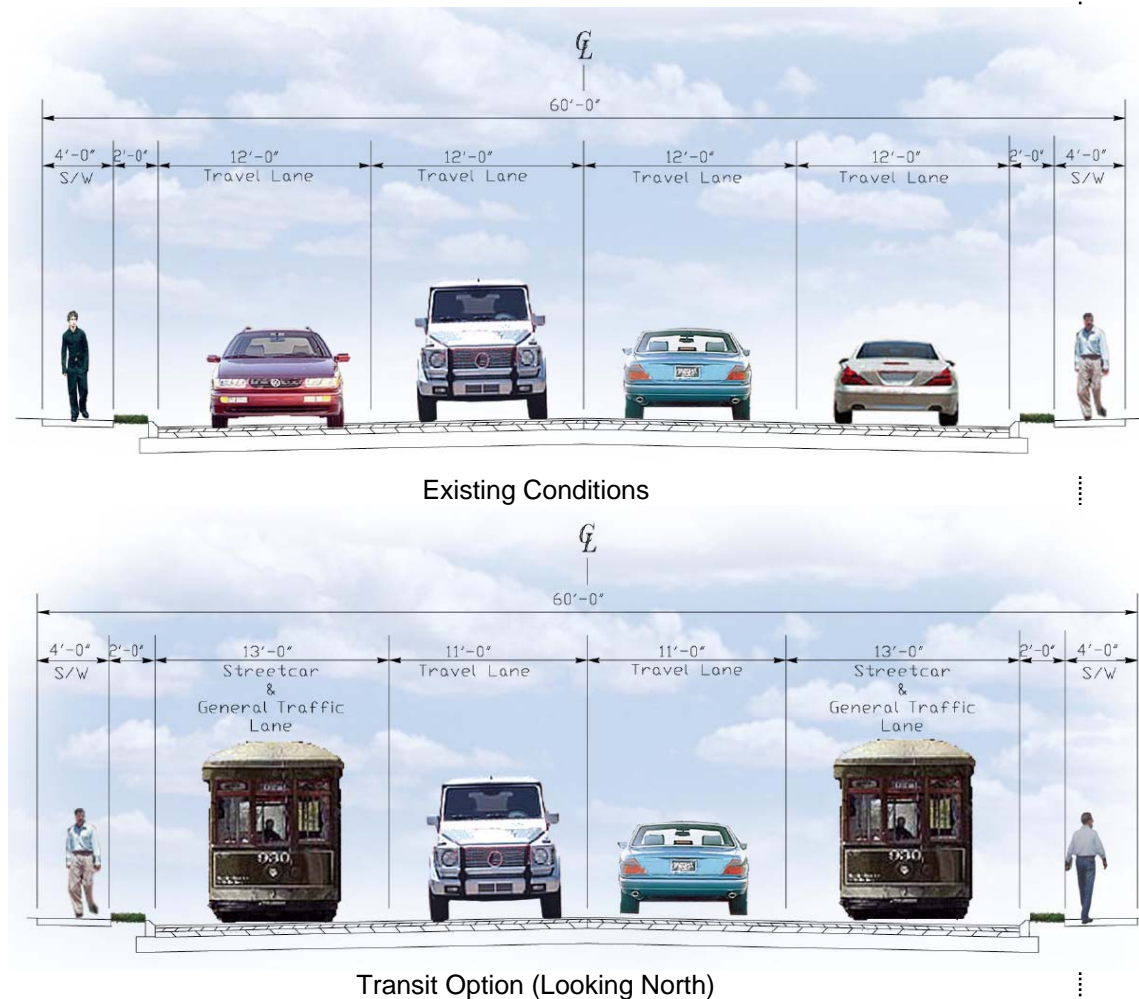 ℄
60'-0"
4'-0" 2'-0" 12'-0" 12'-0" 12'-0" 12'-0" 2'-0" 4'-0"
S/W Travel Lane Travel Lane Travel Lane Travel Lane S/W
Existing Conditions
℄
60'-0"
4'-0" 2'-0" 13'-0" 11'-0" 11'-0" 13'-0" 2'-0" 4'-0"
S/W Streetcar Travel Lane Travel Lane Streetcar S/W
& &
General Traffic General Traffic
Lane Lane
930 930
Transit Option (Looking North)